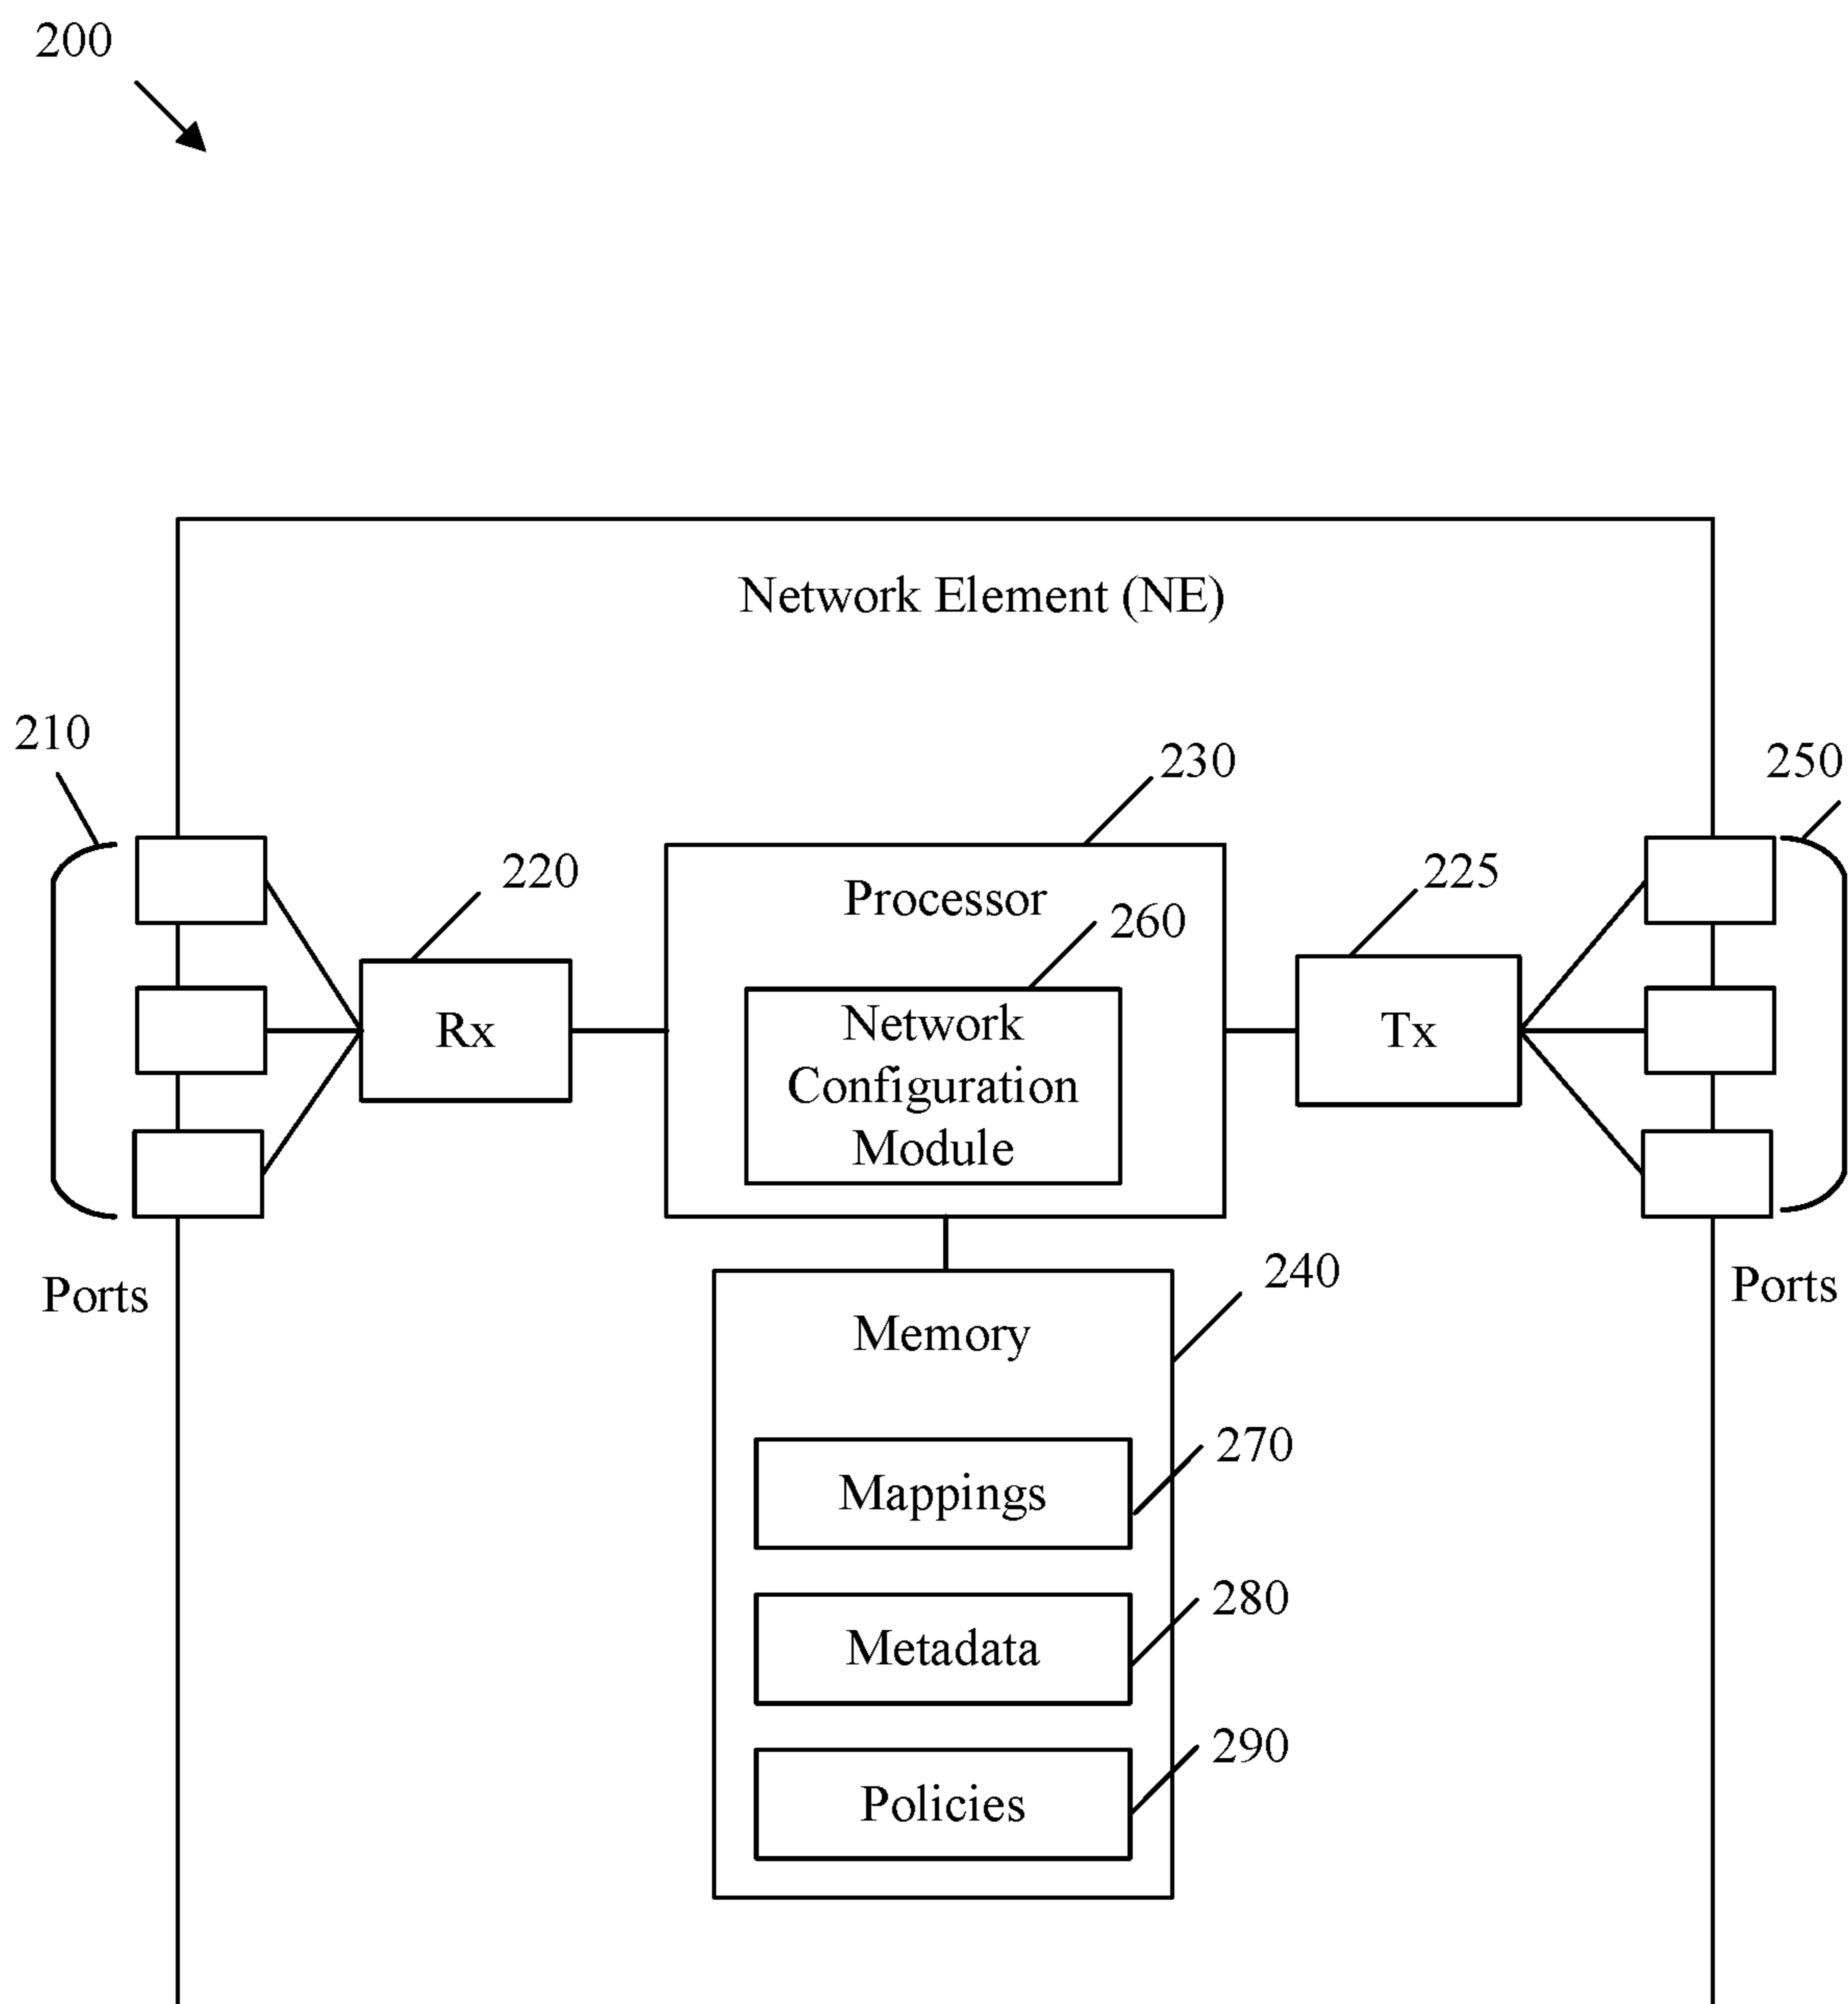 200
Network Element (NE)
210
230
250
220
Processor
225
260
Rx
Network
Configuration
Module
Tx
Ports
240
Ports
Memory
270
Mappings
280
Metadata
290
Policies